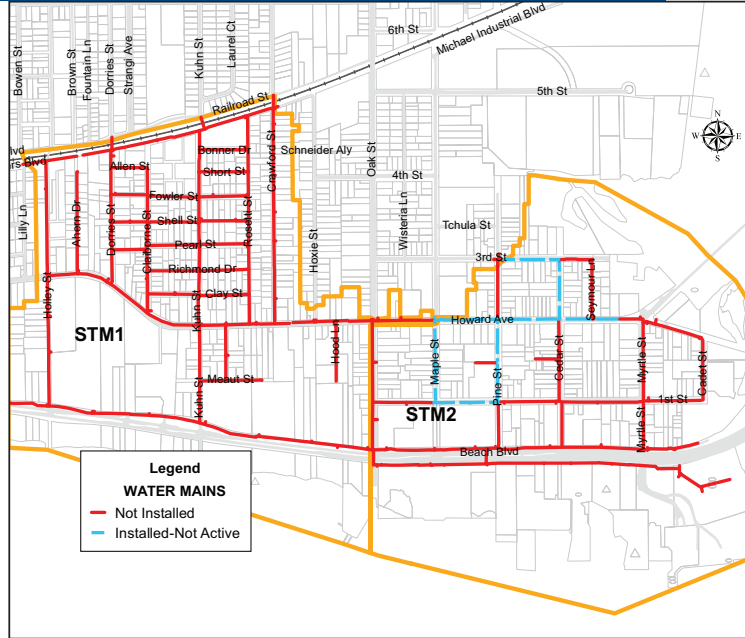 6th St
Michael Industrial Blvd
Bowen St
Brown St
Fountain Ln
Dorries St
Strangi Ave
Kuhn St
Laurel Ct
Railroad St
5th St
N
W
E
S
Bonner Dr
Schneider Aly
Crawford St
Oak St
Allen St
Short St
4th St
Lilly Ln
Ahern Dr
Dorries St
Claiborne St
Fowler St
Rosetti St
Wisteria Ln
Shell St
Tchula St
Pearl St
Hoxie St
3rd St
Richmond Dr
Seymour Ln
Holley St
Clay St
Kuhn St
Howard Ave
STM1
Hood Ln
Maple St
Cedar St
Myrtle St
Cadet St
Meaut St
Pine St
1st St
Kuhn St
STM2
Myrtle St
Beach Blvd
Legend
WATER MAINS
Not Installed
Installed-Not Active